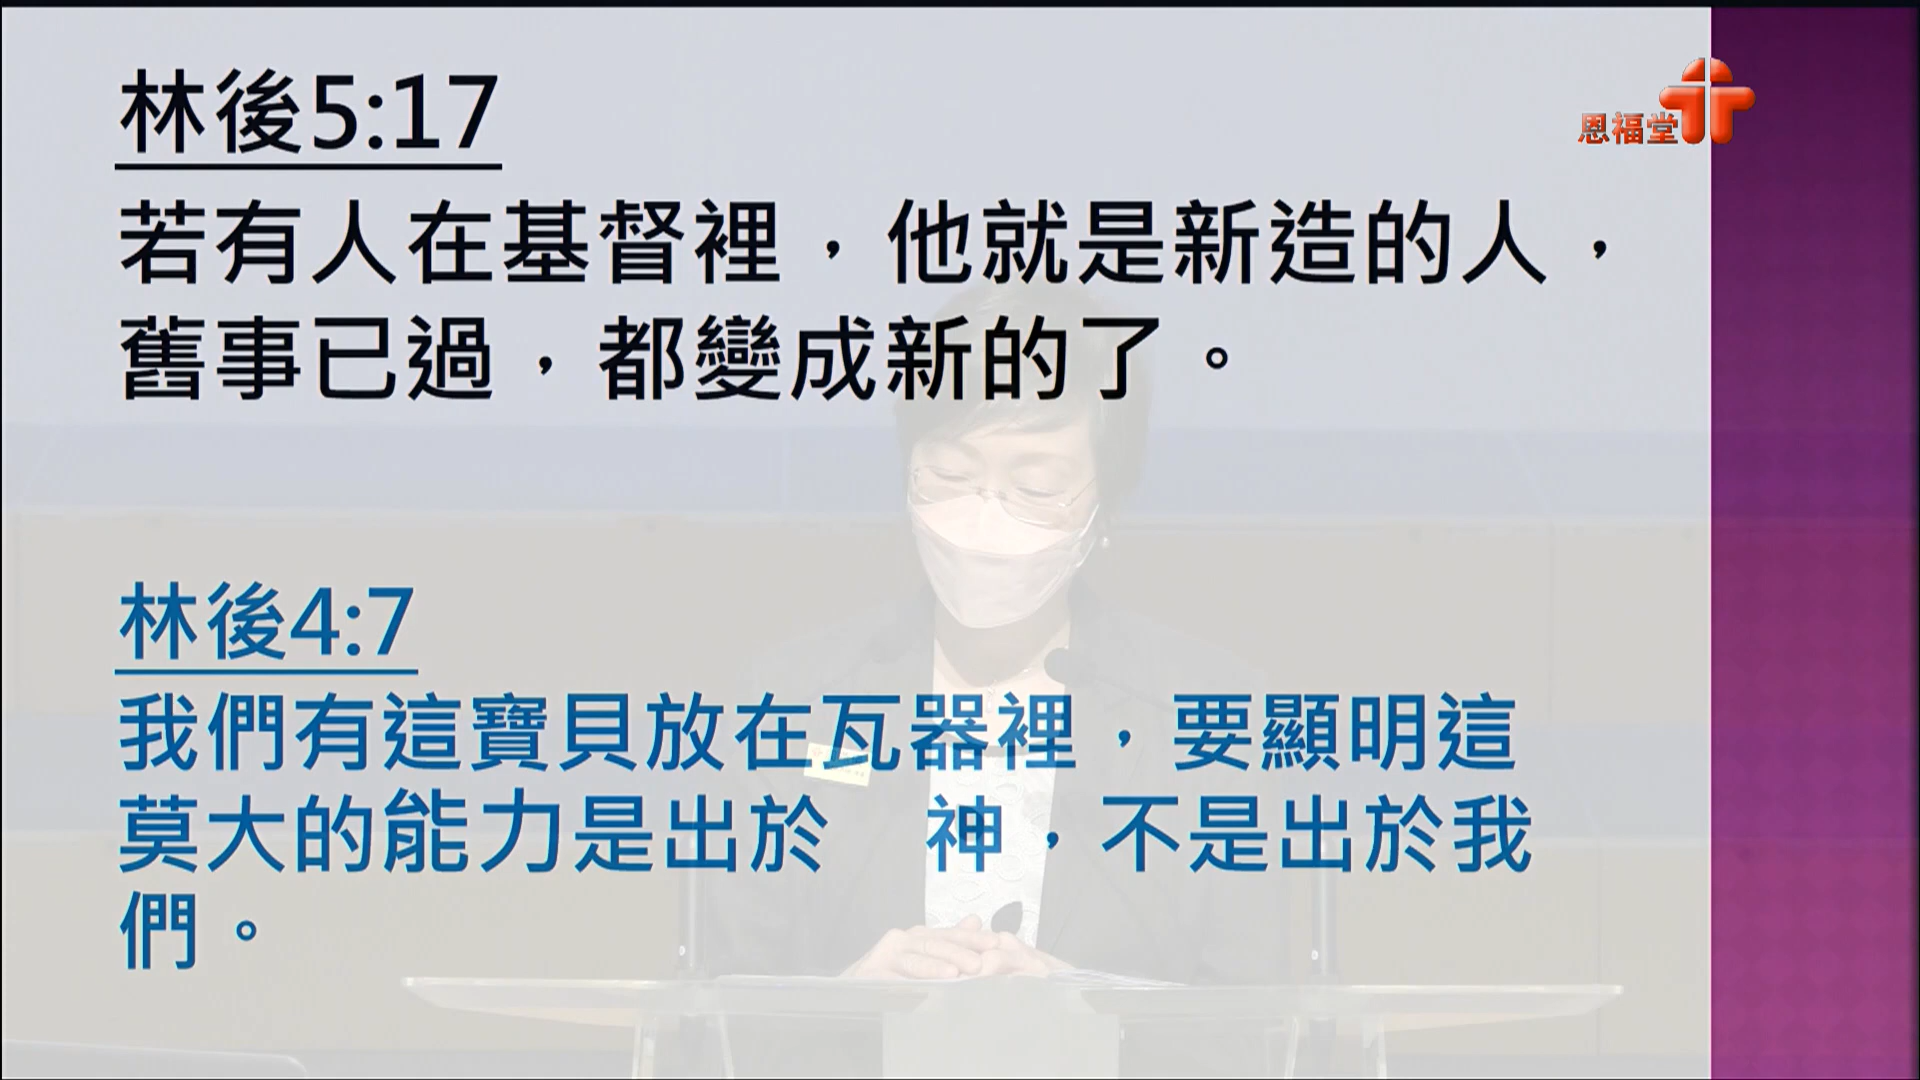 林後5:17
恩福堂
若有人在基督裡，他就是新造的人，
舊事已過，都變成新的了。
林後4:7
我們有這寶貝放在瓦器裡，要顯明這
莫大的能力是出於　神，不是出於我
們。